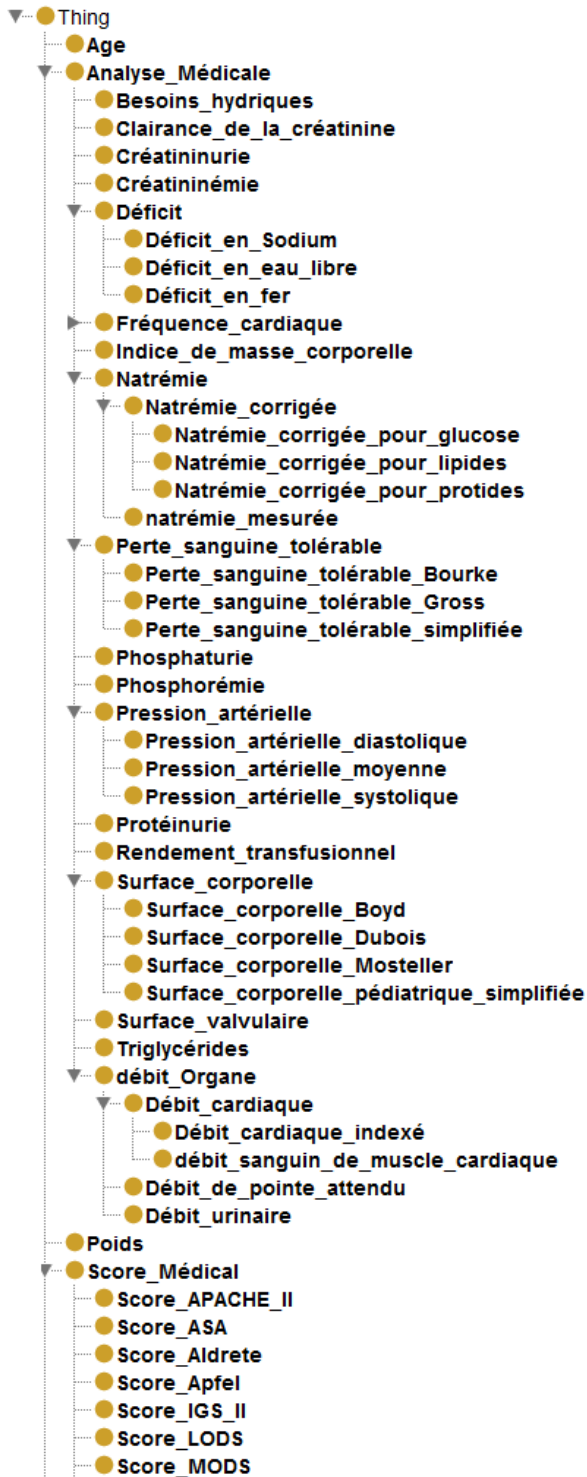 Thing
Age
Analyse_Médicale
Besoins_hydriques
Clairance_de_la_créatinine
Créatininurie
Créatininémie
Déficit
Déficit_en_Sodium
Déficit_en_eau_libre
Déficit_en_fer
Fréquence_cardiaque
Indice_de_masse_corporelle
Natrémie
Natrémie_corrigée
Natrémie_corrigée_pour_glucose
Natrémie_corrigée_pour_lipides
Natrémie_corrigée_pour_protides
natrémie_mesurée
Perte_sanguine_tolérable
Perte_sanguine_tolérable_Bourke
Perte_sanguine_tolérable_Gross
Perte_sanguine_tolérable_simplifiée
Phosphaturie
Phosphorémie
Pression_artérielle
Pression_artérielle_diastolique
Pression_artérielle_moyenne
Pression_artérielle_systolique
Protéinurie
Rendement_transfusionnel
Surface_corporelle
Surface_corporelle_Boyd
Surface_corporelle_Dubois
Surface_corporelle_Mosteller
Surface_corporelle_pédiatrique_simplifiée
Surface_valvulaire
Triglycérides
débit_Organe
Débit_cardiaque
Débit_cardiaque_indexé
débit_sanguin_de_muscle_cardiaque
Débit_de_pointe_attendu
Débit_urinaire
Poids
Score_Médical
Score_APACHE_II
Score_ASA
Score_Aldrete
Score_Apfel
Score_IGS_II
Score_LODS
Score_MODS